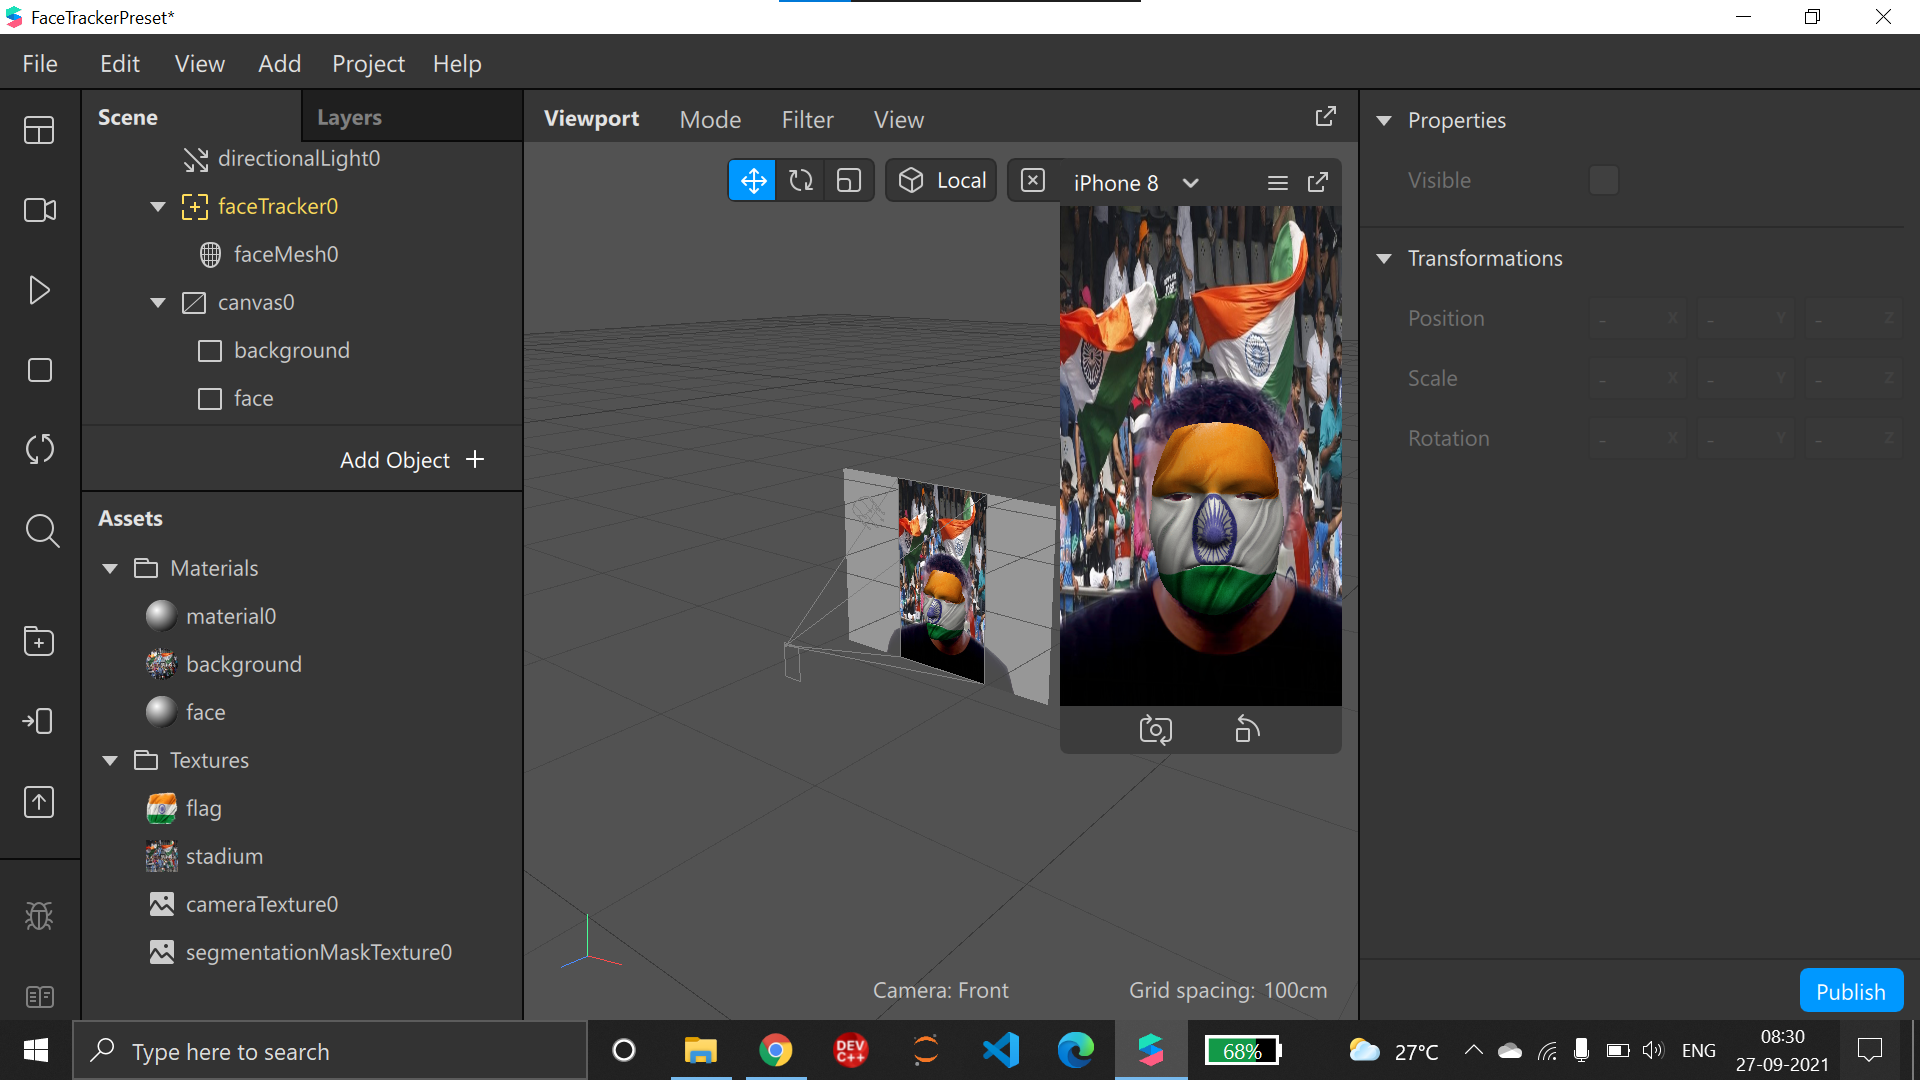 FaceTrackerPreset*
File Edit View Add Project Help
Scene Layers
directionalLight0
faceTracker0
faceMesh0
canvas0
background
face
Add Object +
Assets
Materials
material0
background
face
Textures
flag
stadium
cameraTexture0
segmentationMaskTexture0
Viewport Mode Filter View
Local
iPhone 8
Camera: Front Grid spacing: 100cm
Properties
Visible
Transformations
Position - X - Y - Z
Scale - X - Y - Z
Rotation - X - Y - Z
Publish
Type here to search
DEV
C++
68%
27°C
ENG
08:30
27-09-2021